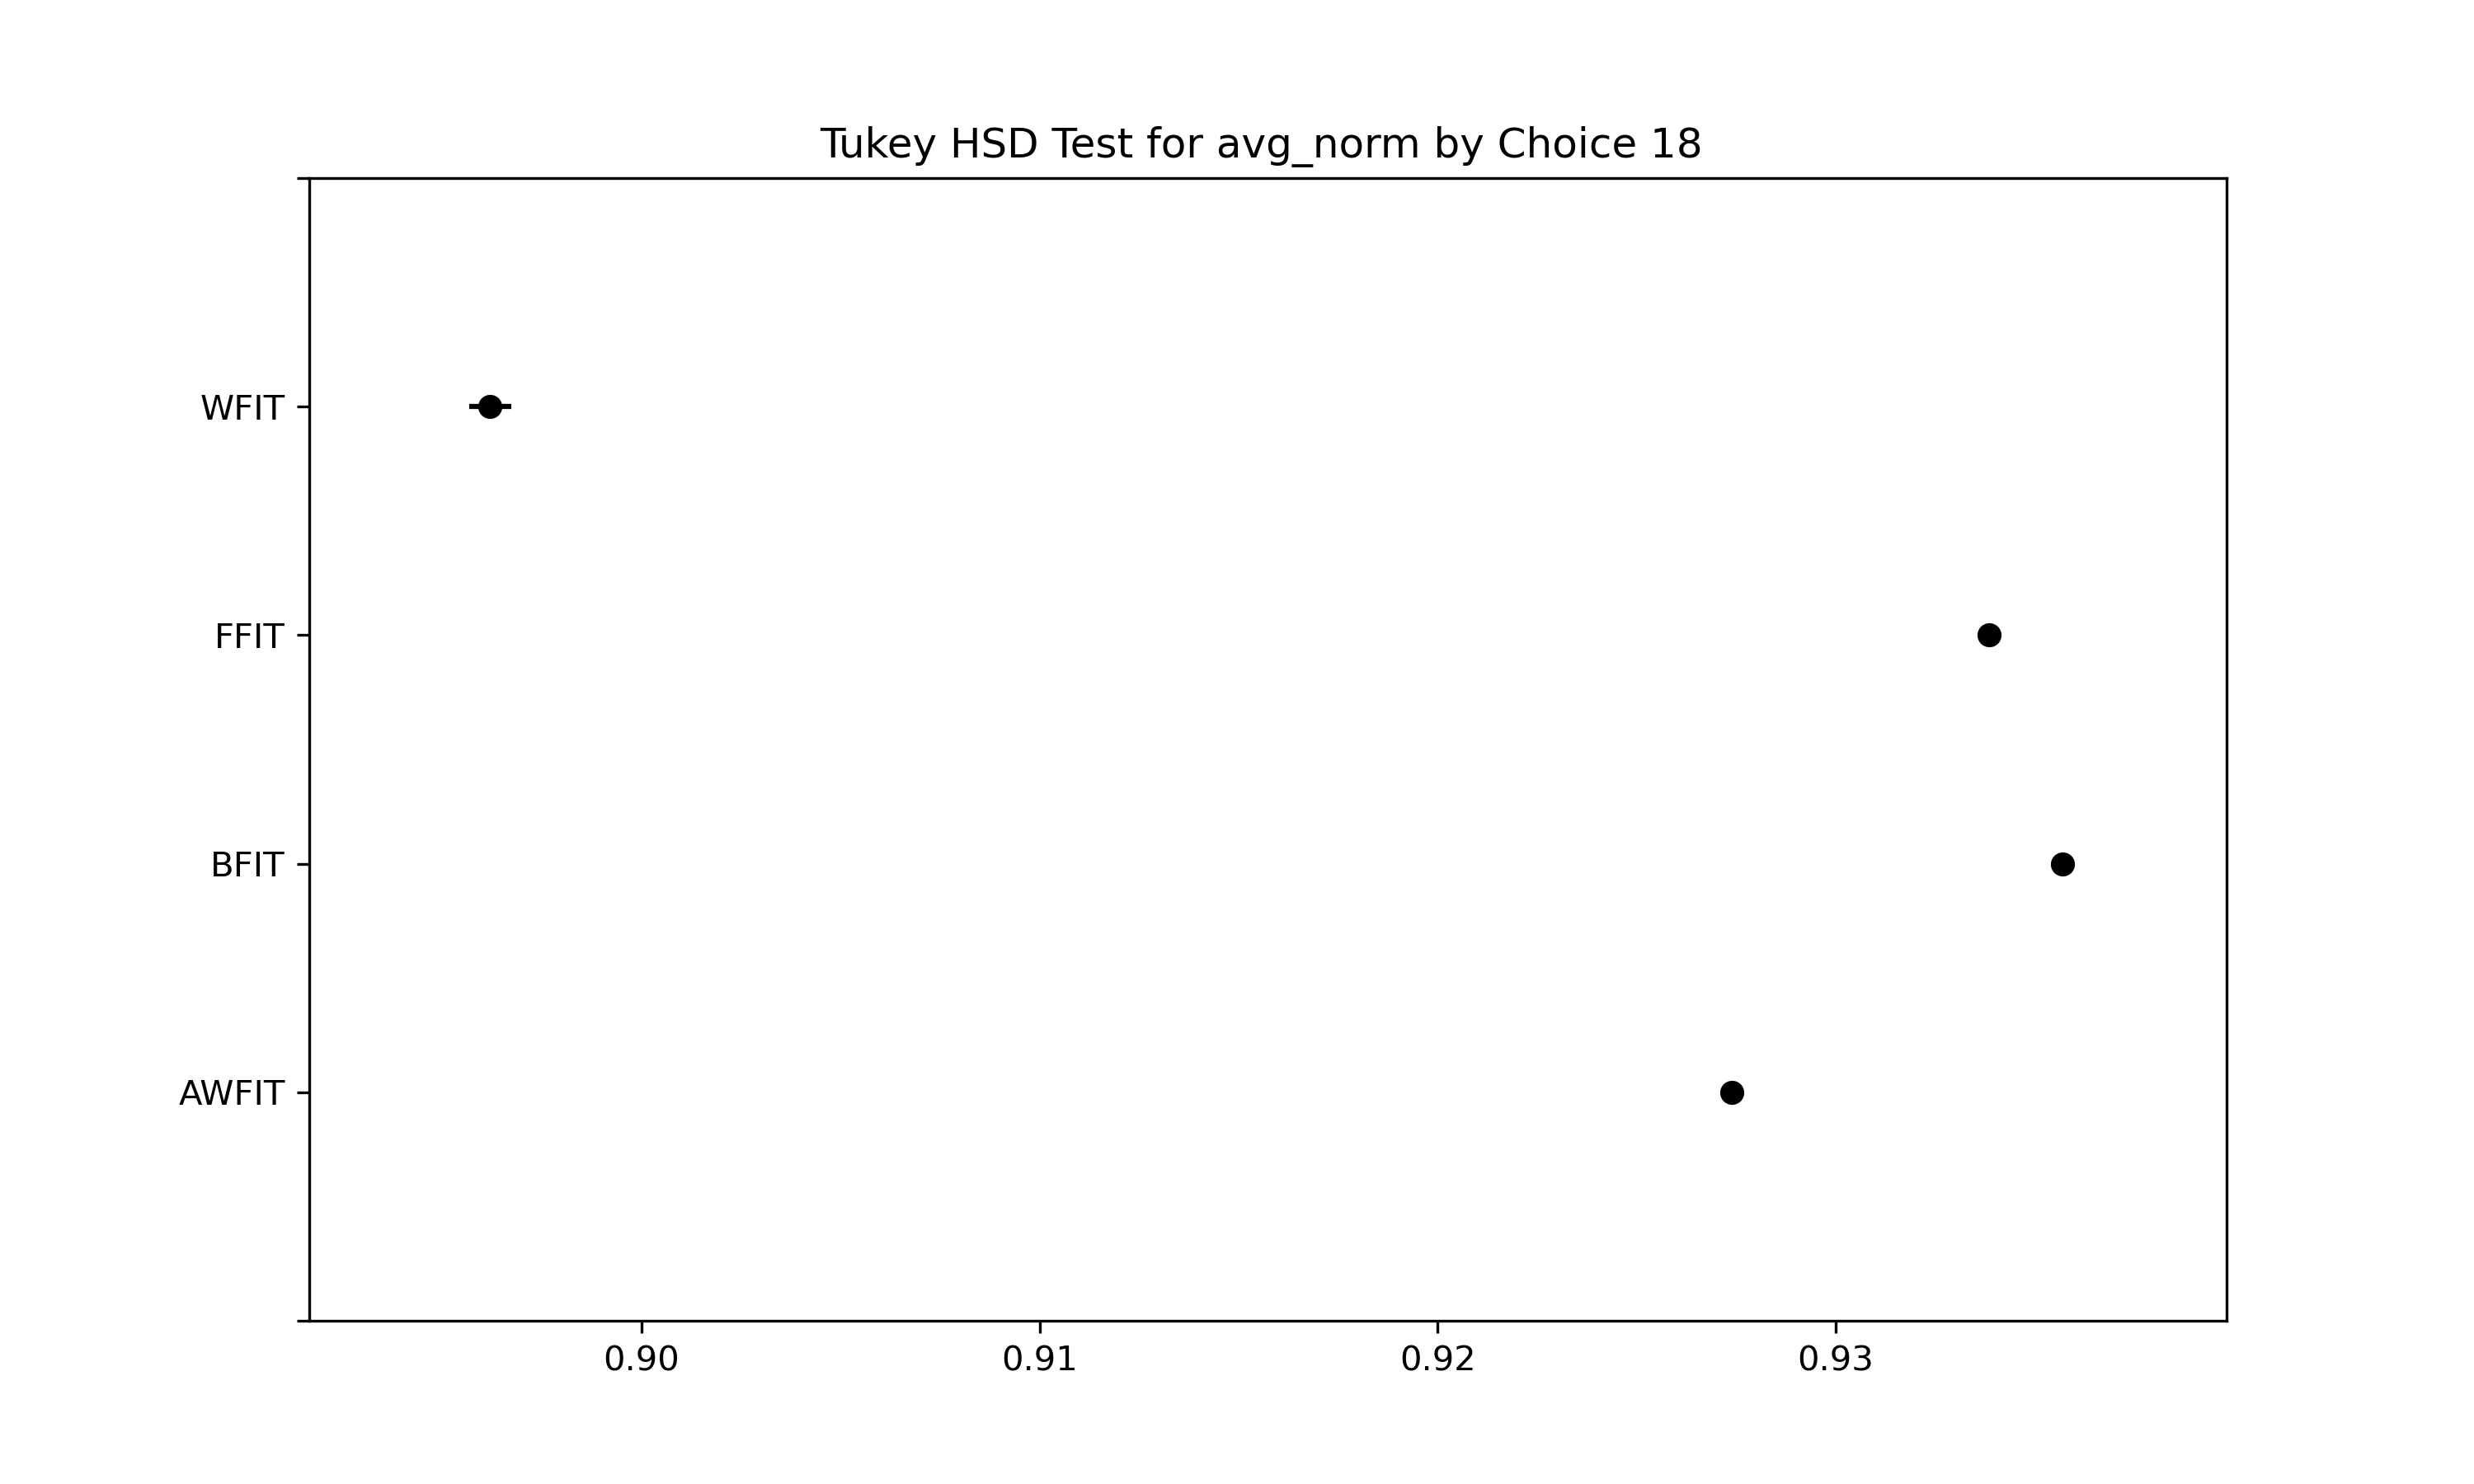 Tukey HSD Test for avg_norm by Choice 18
WFIT
FFIT
BFIT
AWFIT
0.90 0.91 0.92 0.93